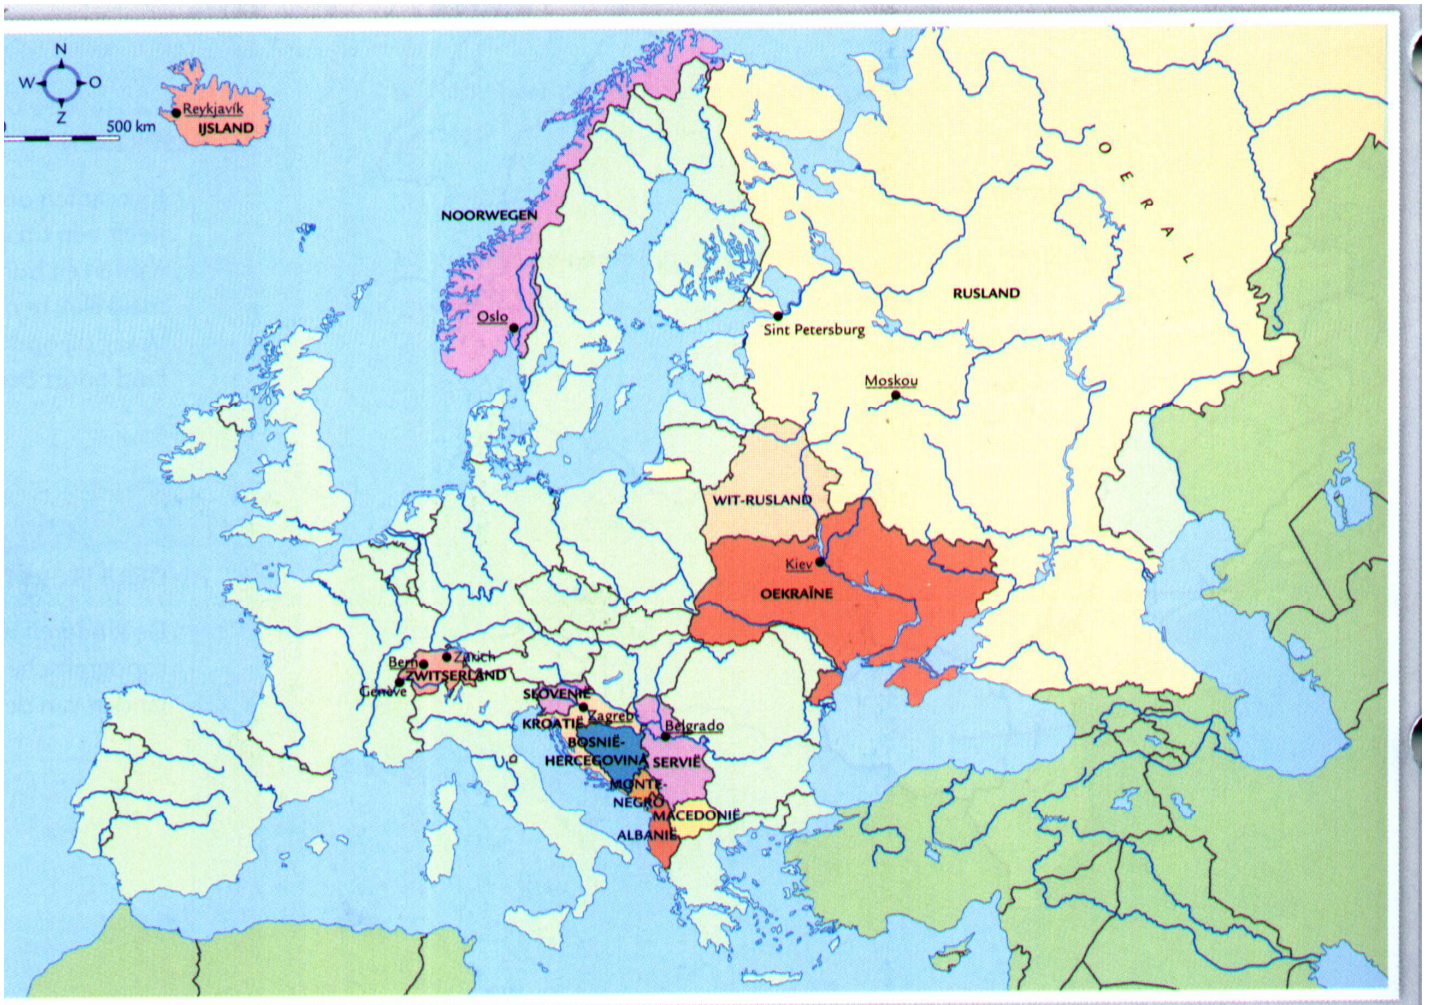 N
W
O
Z
500 km
Reykjavík
IJSLAND
NOORWEGEN
Oslo
OERAL
RUSLAND
Sint Petersburg
Moskou
WIT-RUSLAND
Kiev
OEKRAÏNE
Bern
Zürich
ZWITSERLAND
Genève
SLOVENIË
Zagreb
KROATIË
Belgrado
BOSNIË-
HERCEGOVINA
SERVIË
MONTE-
NEGRO
MACEDONIË
ALBANIË